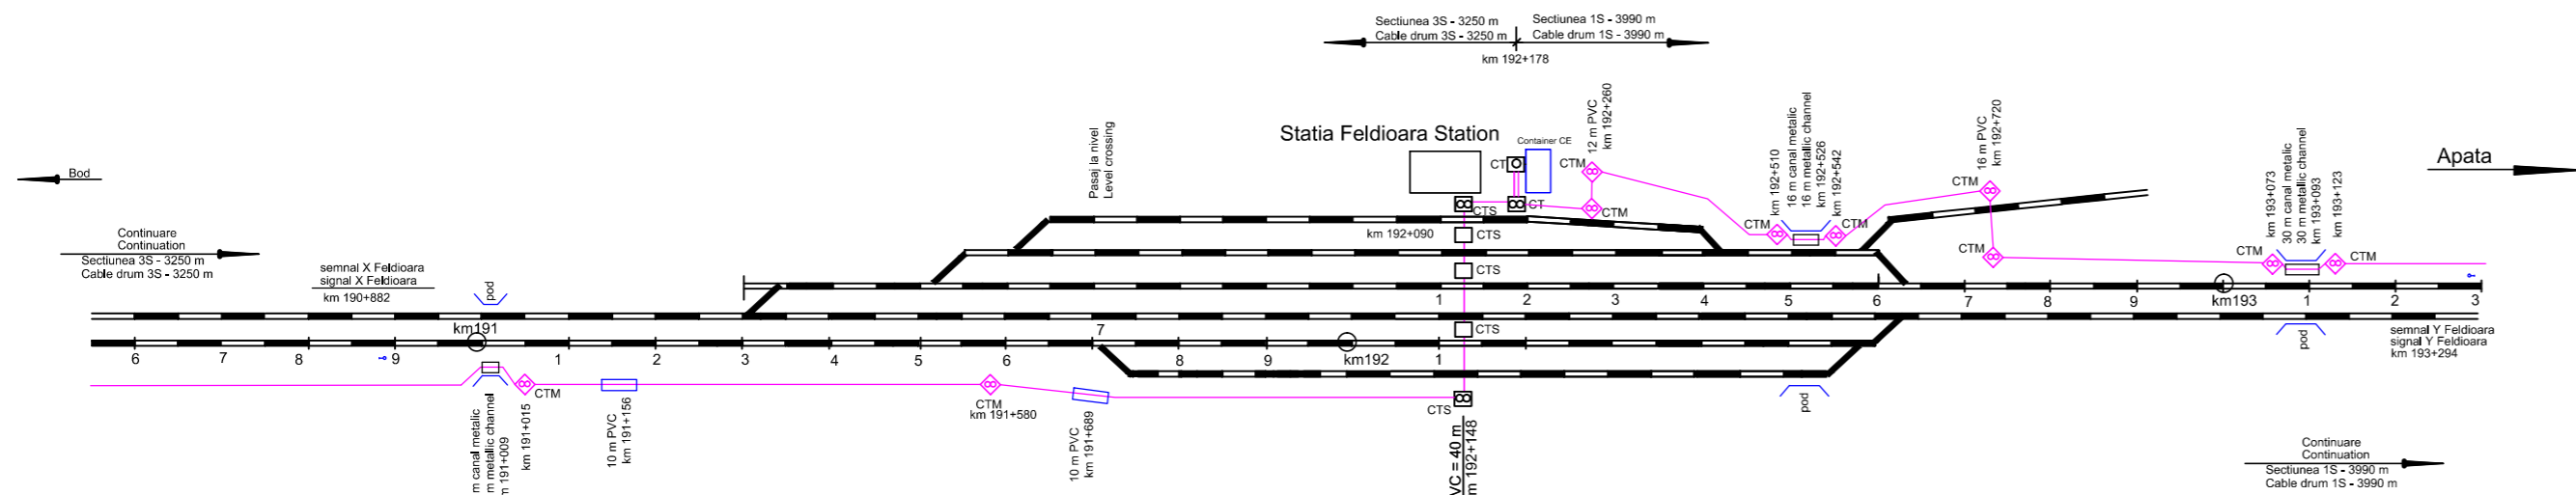 Sectiunea 3S - 3250 m
Cable drum 3S - 3250 m
Sectiunea 1S - 3990 m
Cable drum 1S - 3990 m
km 192+178
Statia Feldioara Station
Container CE
Pasaj la nivel
Level crossing
CT
CT
CTS
12 m PVC
km 192+260
CTM
CTM
km 192+510
16 m canal metalic
16 m metallic channel
km 192+526
km 192+542
CTM
CTM
16 m PVC
km 192+720
CTM
CTM
km 193+073
30 m canal metalic
30 m metallic channel
km 193+093
km 193+123
CTM
CTM
Apata
Bod
Continuare
Continuation
Sectiunea 3S - 3250 m
Cable drum 3S - 3250 m
semnal X Feldioara
signal X Feldioara
km 190+882
pod
km 192+090
CTS
CTS
CTS
1 2 3 4 5 6 7 8 9 km193 1 2 3
km191
7
6 7 8 9 1 2 3 4 5 6 8 9 km192 1
pod
semnal Y Feldioara
signal Y Feldioara
km 193+294
m canal metalic
m metallic channel
m 191+009
km 191+015
CTM
10 m PVC
km 191+156
CTM
km 191+580
10 m PVC
km 191+689
CTS
VC = 40 m
m 192+148
pod
Continuare
Continuation
Sectiunea 1S - 3990 m
Cable drum 1S - 3990 m